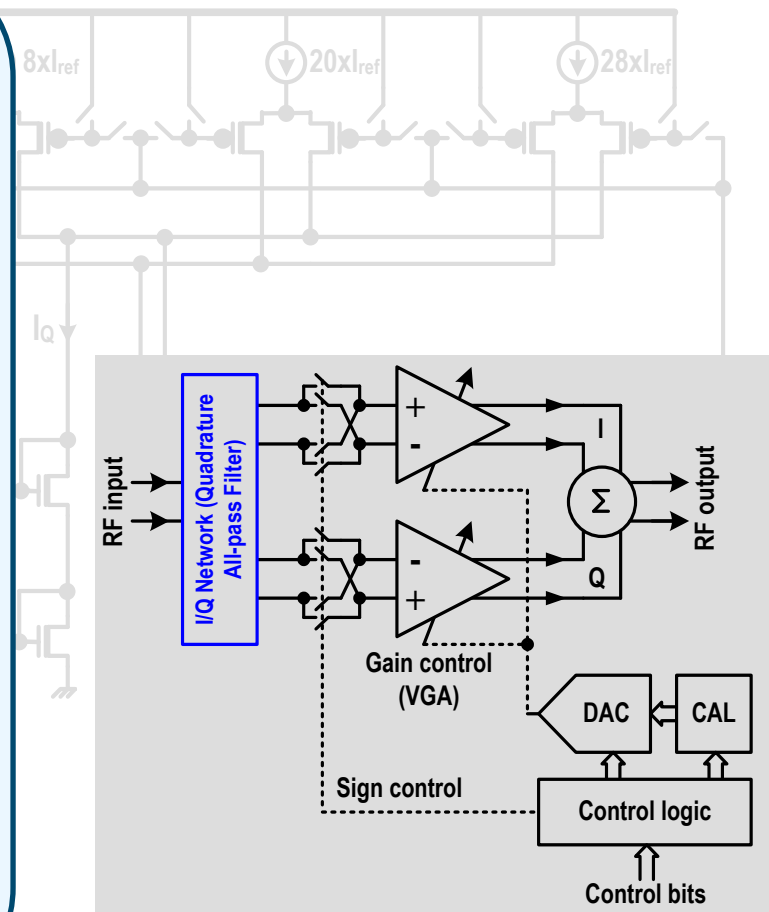 8xIref
20xIref
28xIref
IQ
RF input
I/Q Network (Quadrature
All-pass Filter)
+
-
I
Σ
RF output
-
+
Q
Gain control
(VGA)
DAC
CAL
Sign control
Control logic
Control bits